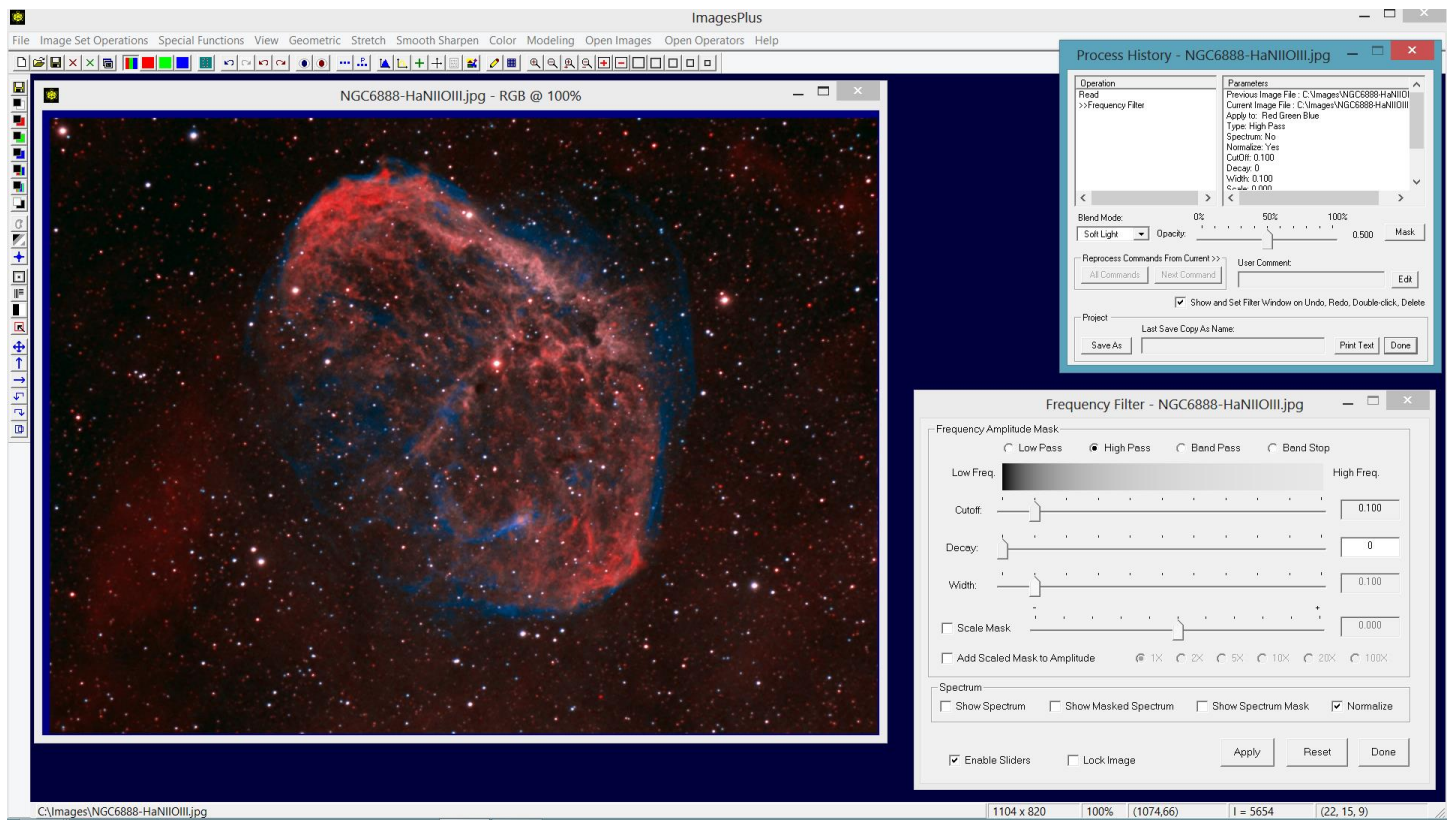 ImagesPlus
File Image Set Operations Special Functions View Geometric Stretch Smooth Sharpen Color Modeling Open Images Open Operators Help
NGC6888-HaNIIOIII.jpg - RGB @ 100%
Process History - NGC6888-HaNIIOIII.jpg
Operation Parameters
Read Previous Image File : C:\Images\NGC6888-HaNIIOI
>>Frequency Filter Current Image File : C:\Images\NGC6888-HaNIIOIII
Apply to: Red Green Blue
Type: High Pass
Spectrum: No
Normalize: Yes
CutOff: 0.100
Decay: 0
Width: 0.100
Scale: 0.000
Blend Mode: 0% 50% 100%
Soft Light Opacity: 0.500 Mask
Reprocess Commands From Current >> User Comment:
All Commands Next Command Edit
Show and Set Filter Window on Undo, Redo, Double-click, Delete
Project
Last Save Copy As Name:
Save As Print Text Done
Frequency Filter - NGC6888-HaNIIOIII.jpg
Frequency Amplitude Mask
Low Pass High Pass Band Pass Band Stop
Low Freq. High Freq.
Cutoff: 0.100
Decay: 0
Width: 0.100
- +
Scale Mask 0.000
Add Scaled Mask to Amplitude 1X 2X 5X 10X 20X 100X
Spectrum
Show Spectrum Show Masked Spectrum Show Spectrum Mask Normalize
Enable Sliders Lock Image Apply Reset Done
C:\Images\NGC6888-HaNIIOIII.jpg 1104 x 820 100% (1074,66) I = 5654 (22, 15, 9)